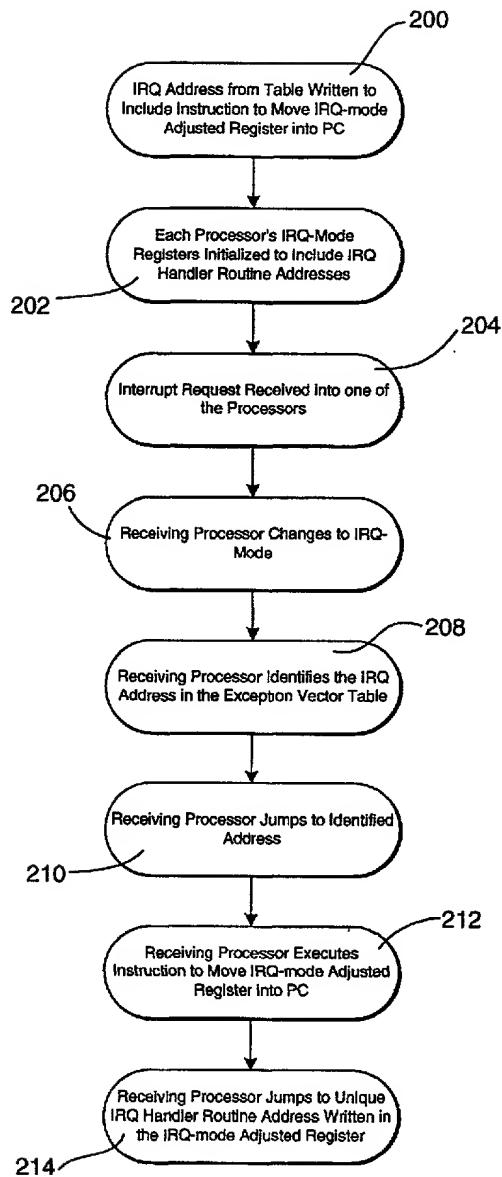 200
IRQ Address from Table Written to
Include Instruction to Move IRQ-mode
Adjusted Register into PC
Each Processor's IRQ-Mode
Registers Initialized to Include IRQ
Handler Routine Addresses
202
204
Interrupt Request Received into one of
the Processors
206
Receiving Processor Changes to IRQ-
Mode
208
Receiving Processor Identifies the IRQ
Address in the Exception Vector Table
Receiving Processor Jumps to Identified
Address
210
212
Receiving Processor Executes
Instruction to Move IRQ-mode Adjusted
Register into PC
Receiving Processor Jumps to Unique
IRQ Handler Routine Address Written in
the IRQ-mode Adjusted Register
214